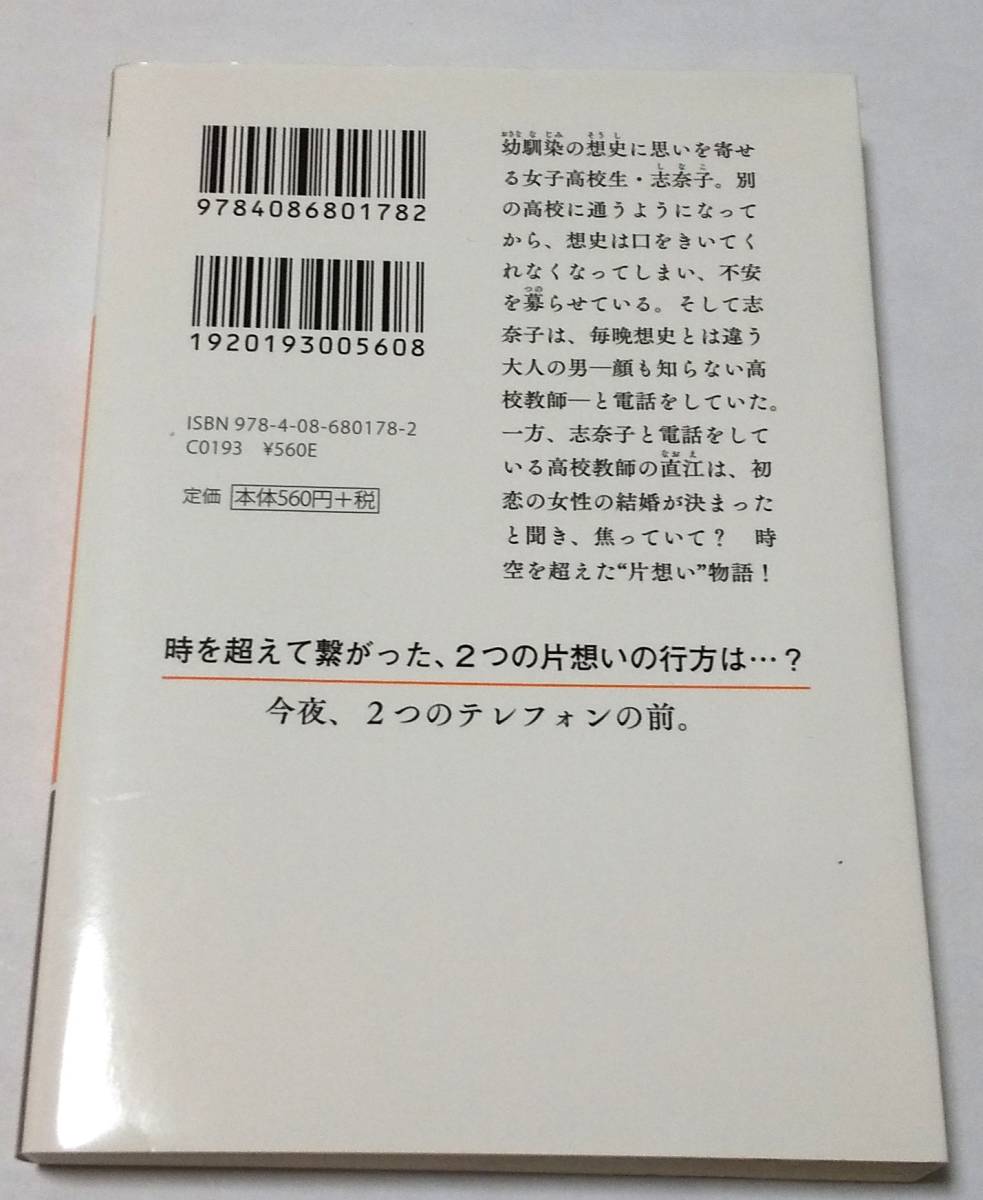 9784086801782
1920193005608
ISBN 978-4-08-680178-2
C0193 ¥560E
定価 本体560円+税
幼馴染の想史に思いを寄せ
る女子高校生・志奈子。別
の高校に通うようになって
から、想史は口をきいてく
れなくなってしまい、不安
を募らせている。そして志
奈子は、毎晩想史とは違う
大人の男―顔も知らない高
校教師―と電話をしていた。
一方、志奈子と電話をして
いる高校教師の直江は、初
恋の女性の結婚が決まった
と聞き、焦っていて？　時
空を超えた“片想い”物語！
時を超えて繋がった、2つの片想いの行方は…？
今夜、2つのテレフォンの前。